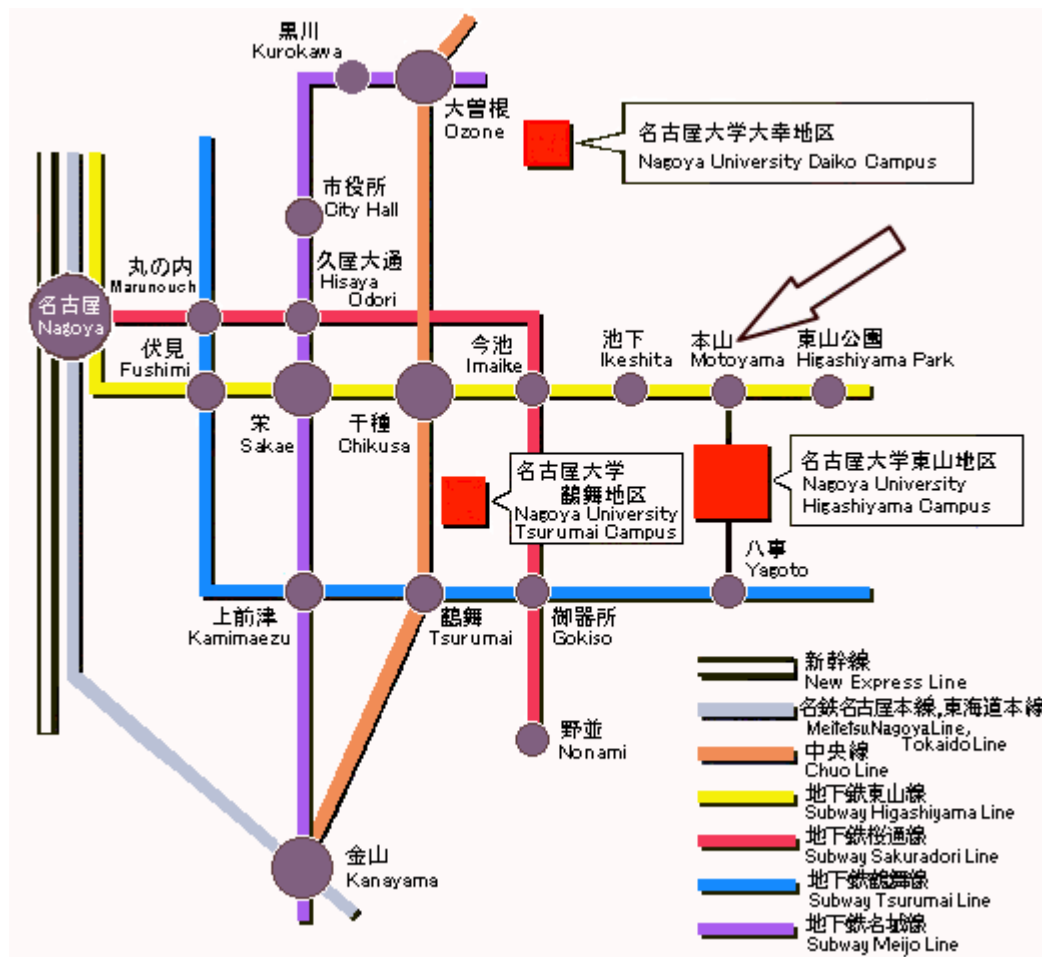 黒川
Kurokawa
大曽根
Ozone
名古屋大学大幸地区
Nagoya University Daiko Campus
市役所
City Hall
丸の内
Marunouch
久屋大通
Hisaya
Odori
名古屋
Nagoya
伏見
Fushimi
今池
Imaike
池下
Ikeshita
本山
Motoyama
東山公園
Higashiyama Park
栄
Sakae
千種
Chikusa
名古屋大学
鶴舞地区
Nagoya University
Tsurumai Campus
名古屋大学東山地区
Nagoya University
Higashiyama Campus
八事
Yagoto
上前津
Kamimaezu
鶴舞
Tsurumai
御器所
Gokiso
野並
Nonami
金山
Kanayama
新幹線
New Express Line
名鉄名古屋本線,東海道本線
MeitetsuNagoyaLine,
Tokaido Line
中央線
Chuo Line
地下鉄東山線
Subway Higashiyama Line
地下鉄桜通線
Subway Sakuradori Line
地下鉄鶴舞線
Subway Tsurumai Line
地下鉄名城線
Subway Meijo Line